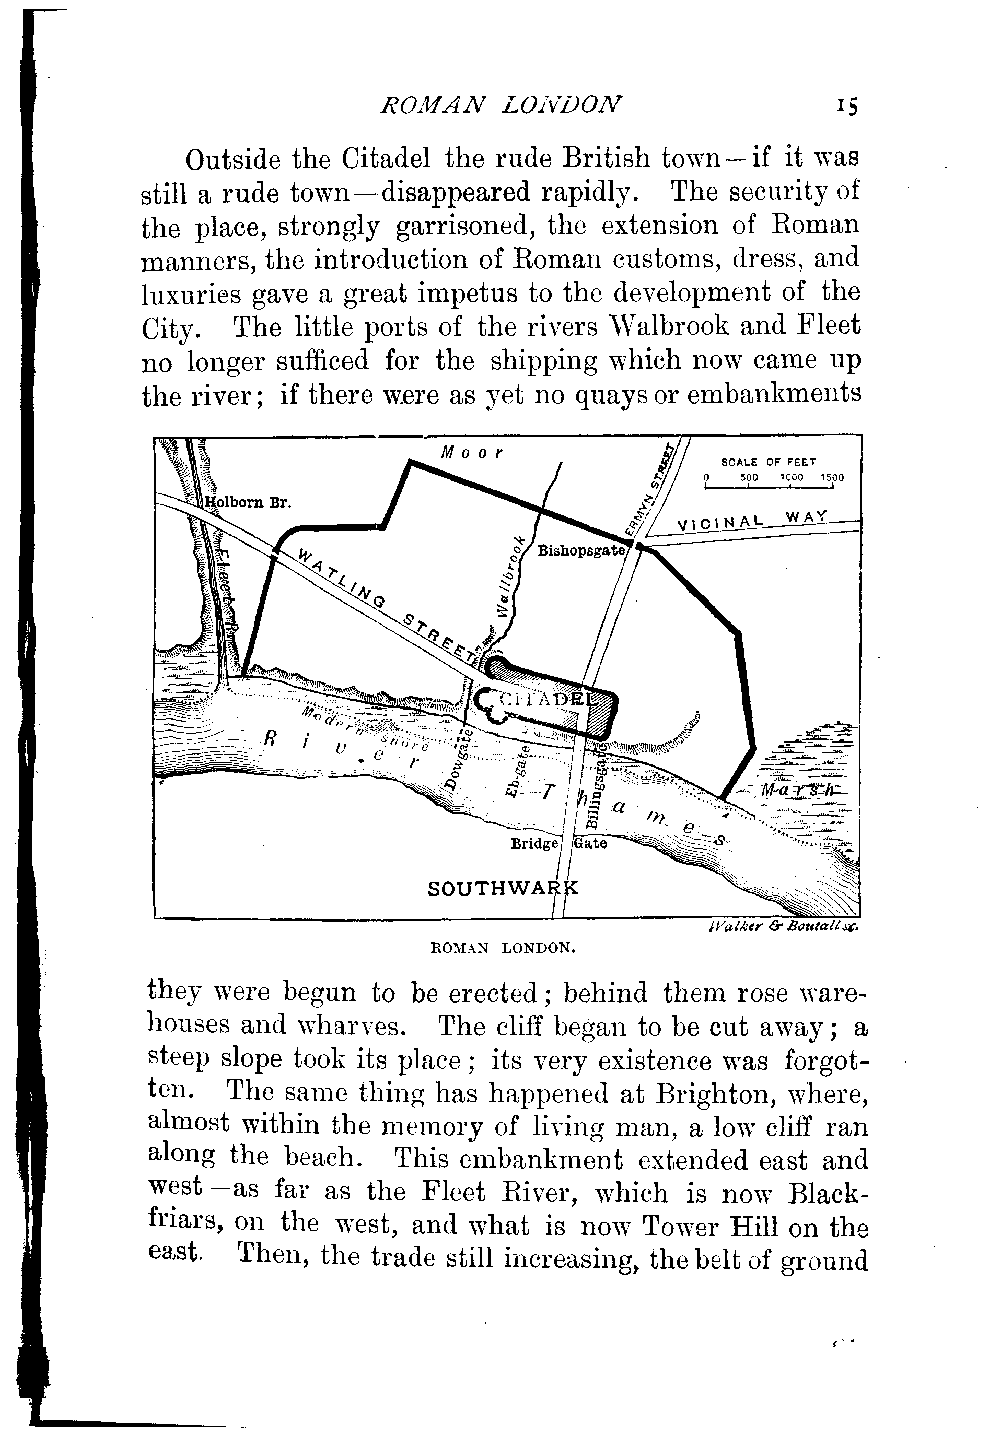 ROMAN LONDON 15
Outside the Citadel the rude British town—if it was
still a rude town—disappeared rapidly. The security of
the place, strongly garrisoned, the extension of Roman
manners, the introduction of Roman customs, dress, and
luxuries gave a great impetus to the development of the
City. The little ports of the rivers Walbrook and Fleet
no longer sufficed for the shipping which now came up
the river; if there were as yet no quays or embankments
Moor
SCALE OF FEET
0 500 1000 1500
Holborn Br.
ERMYN STREET
VICINAL WAY
Bishopsgate
WATLING STREET
Wallbrook
Fleet R.
CITADEL
Modern Shore
River Thames
Dowgate
Ebgate
Billingsgate
Marsh
Bridge Gate
SOUTHWARK
Walker & Boutall sc.
ROMAN LONDON.
they were begun to be erected; behind them rose ware-
houses and wharves. The cliff began to be cut away; a
steep slope took its place; its very existence was forgot-
ten. The same thing has happened at Brighton, where,
almost within the memory of living man, a low cliff ran
along the beach. This embankment extended east and
west—as far as the Fleet River, which is now Black-
friars, on the west, and what is now Tower Hill on the
east. Then, the trade still increasing, the belt of ground